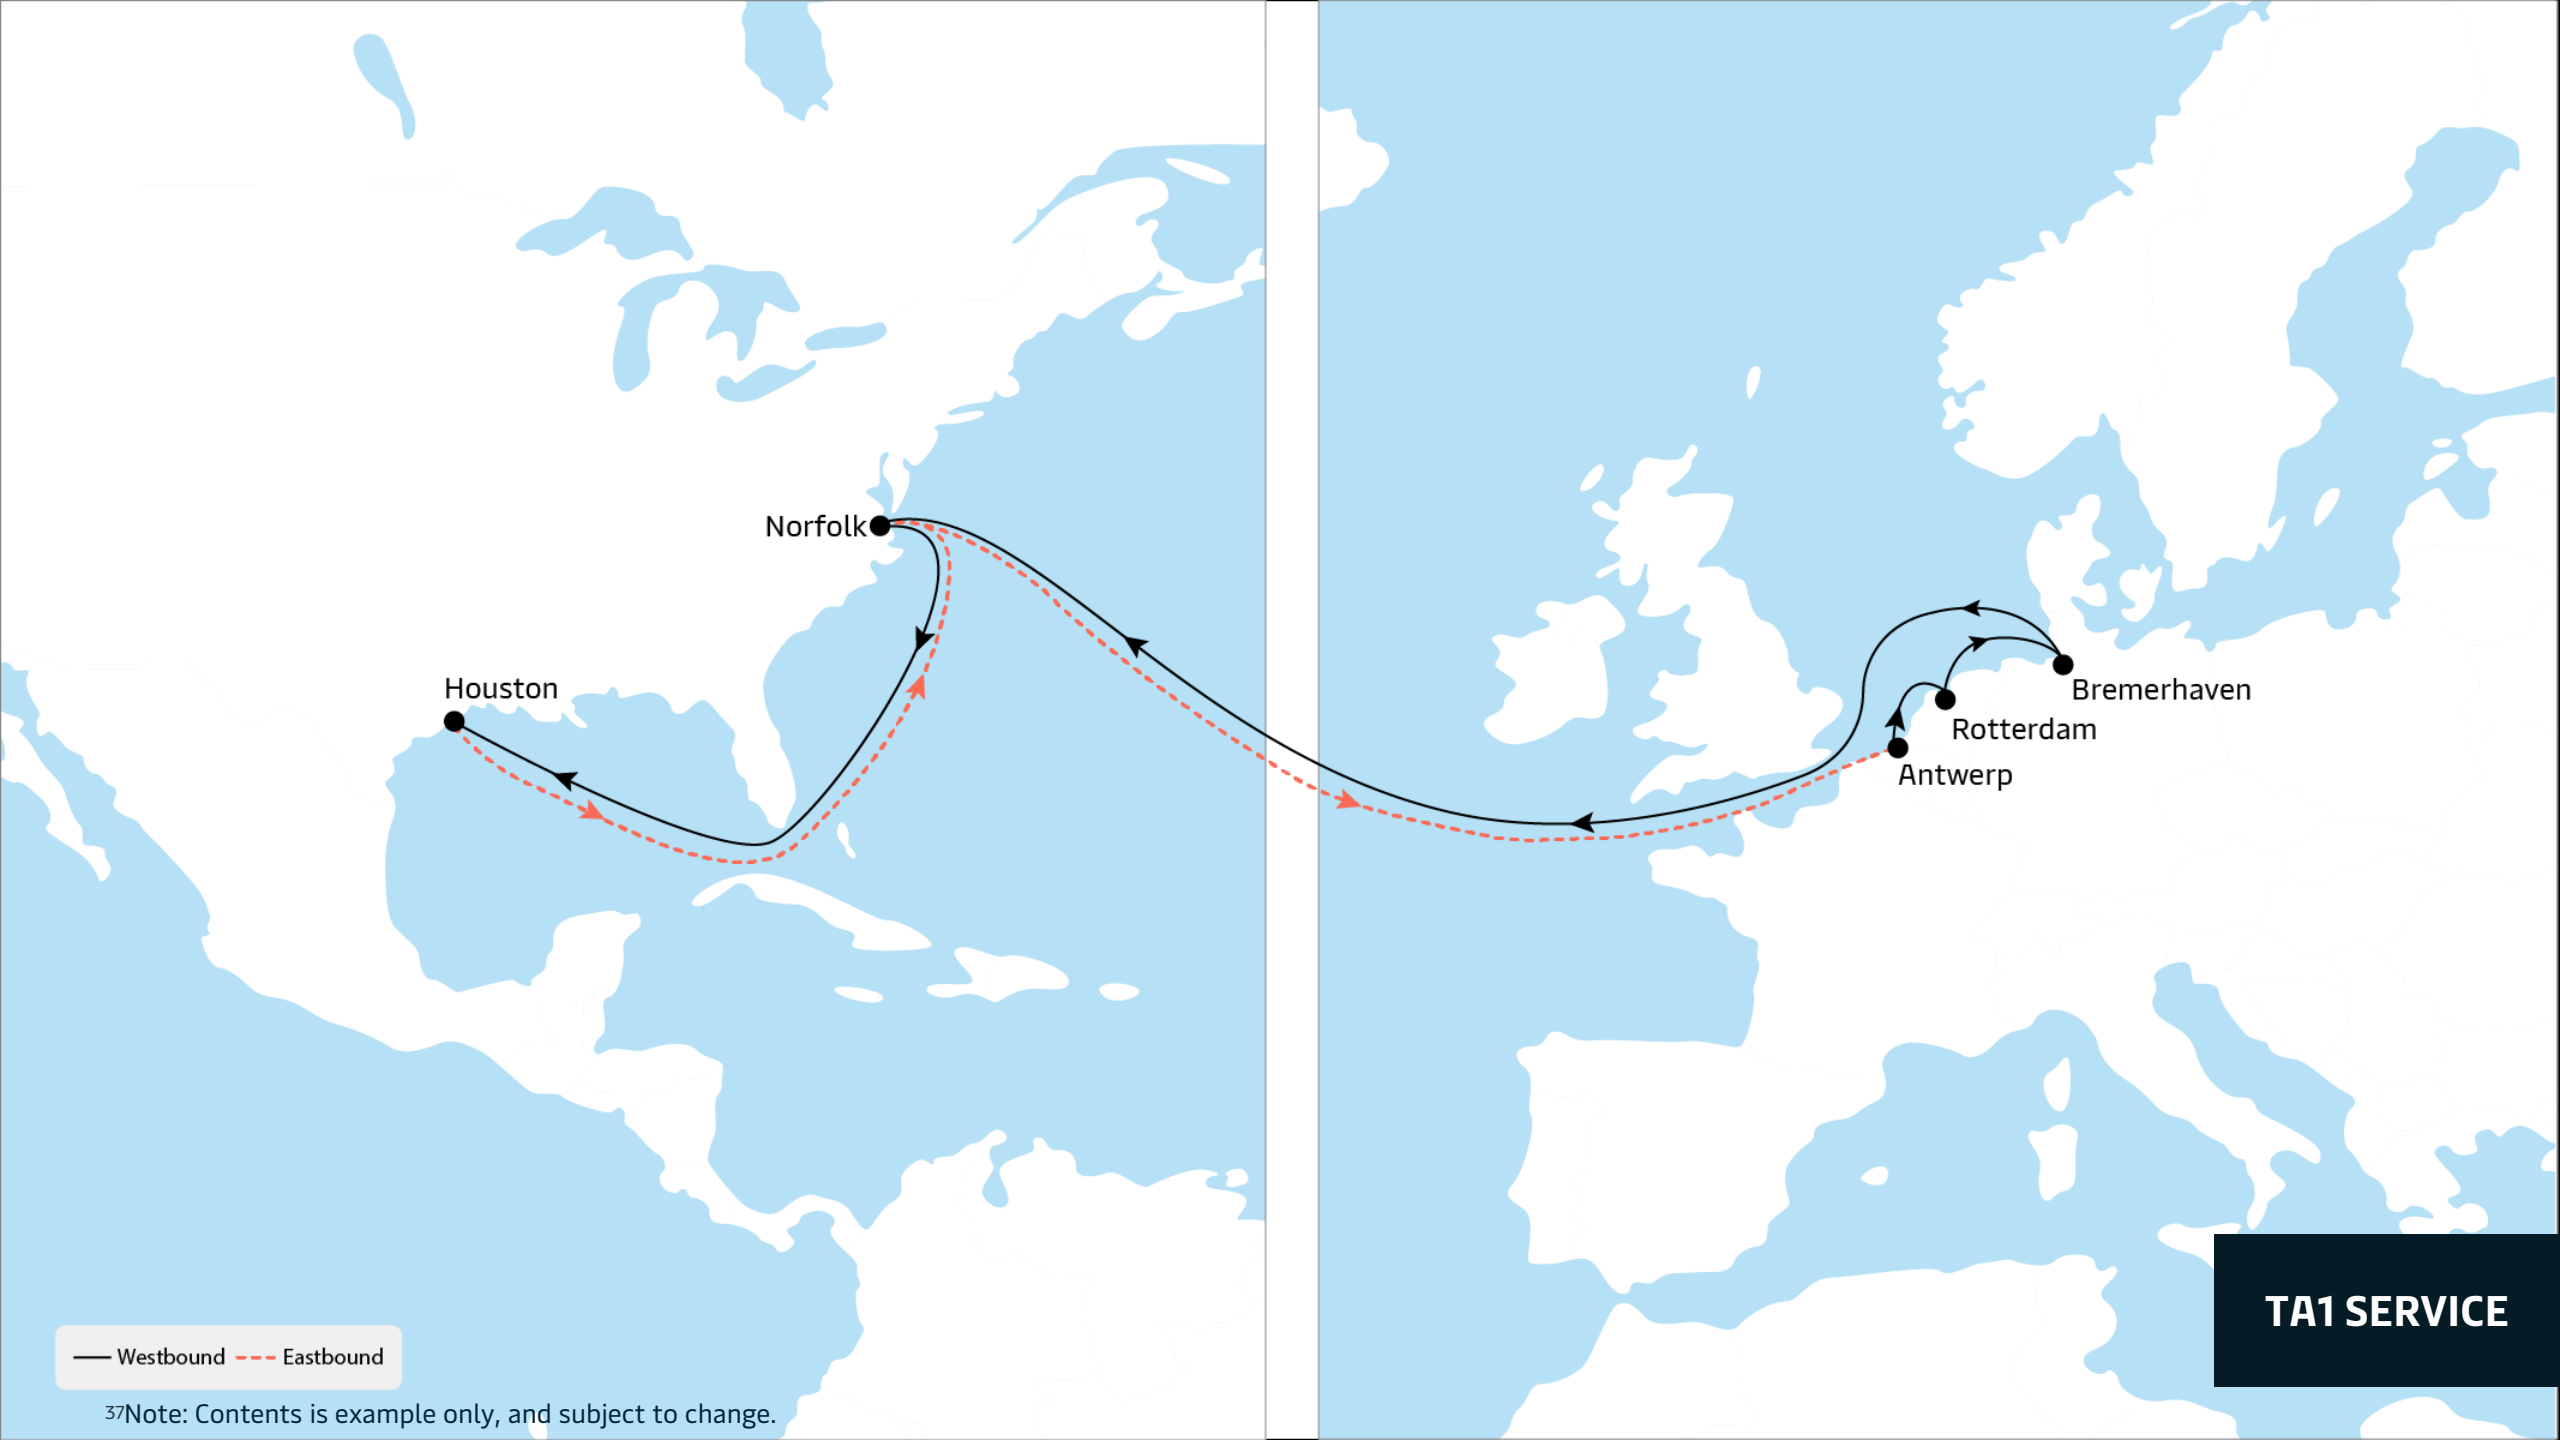 Norfolk
Houston
Bremerhaven
Rotterdam
Antwerp
TA1 SERVICE
Westbound Eastbound
37Note: Contents is example only, and subject to change.